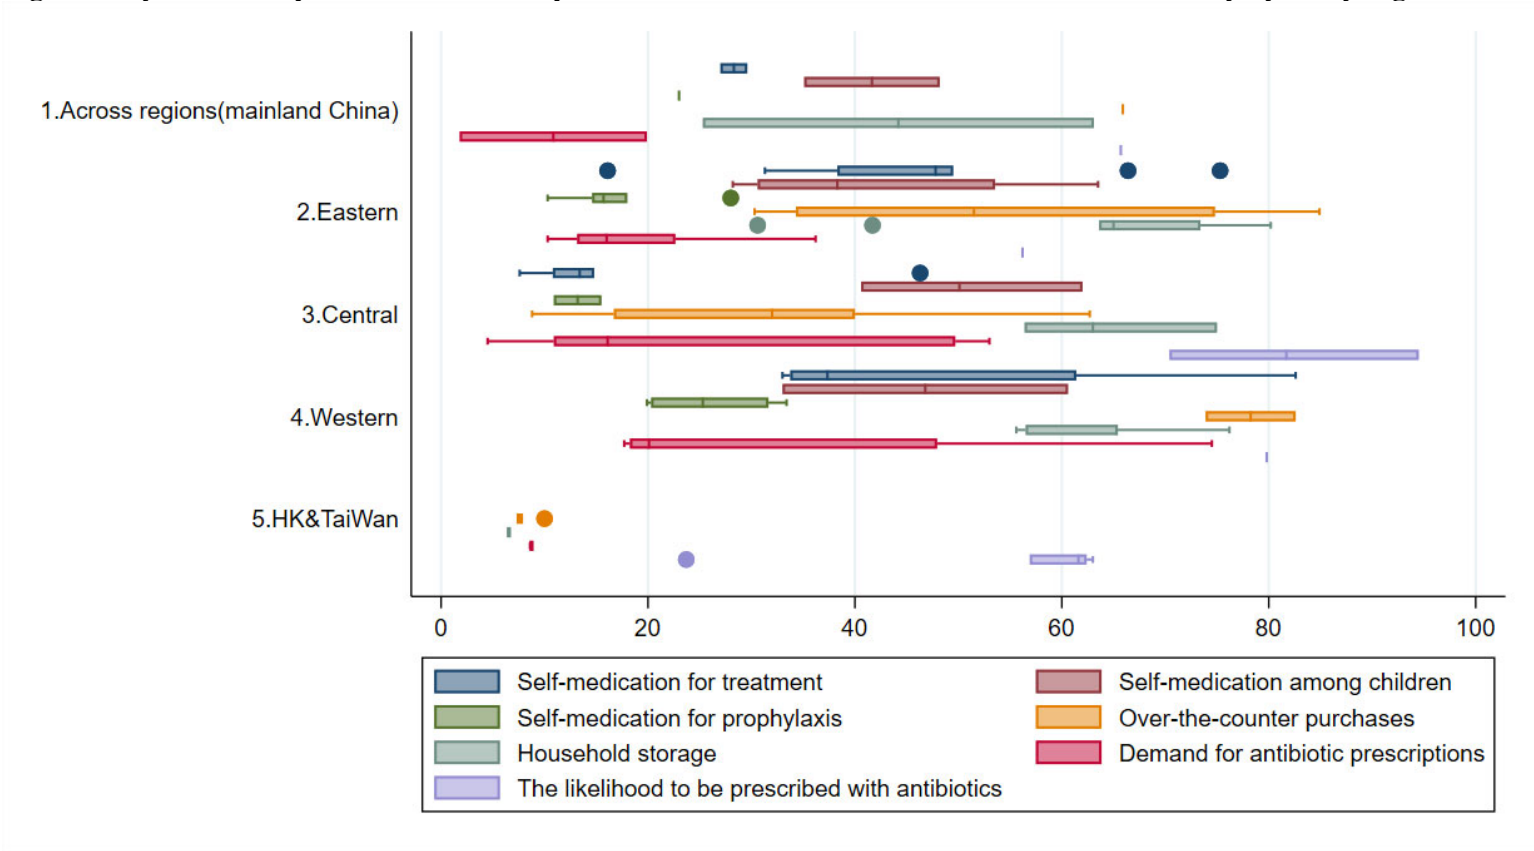 1.Across regions(mainland China)
2.Eastern
3.Central
4.Western
5.HK&TaiWan
0 20 40 60 80 100
Self-medication for treatment Self-medication among children
Self-medication for prophylaxis Over-the-counter purchases
Household storage Demand for antibiotic prescriptions
The likelihood to be prescribed with antibiotics